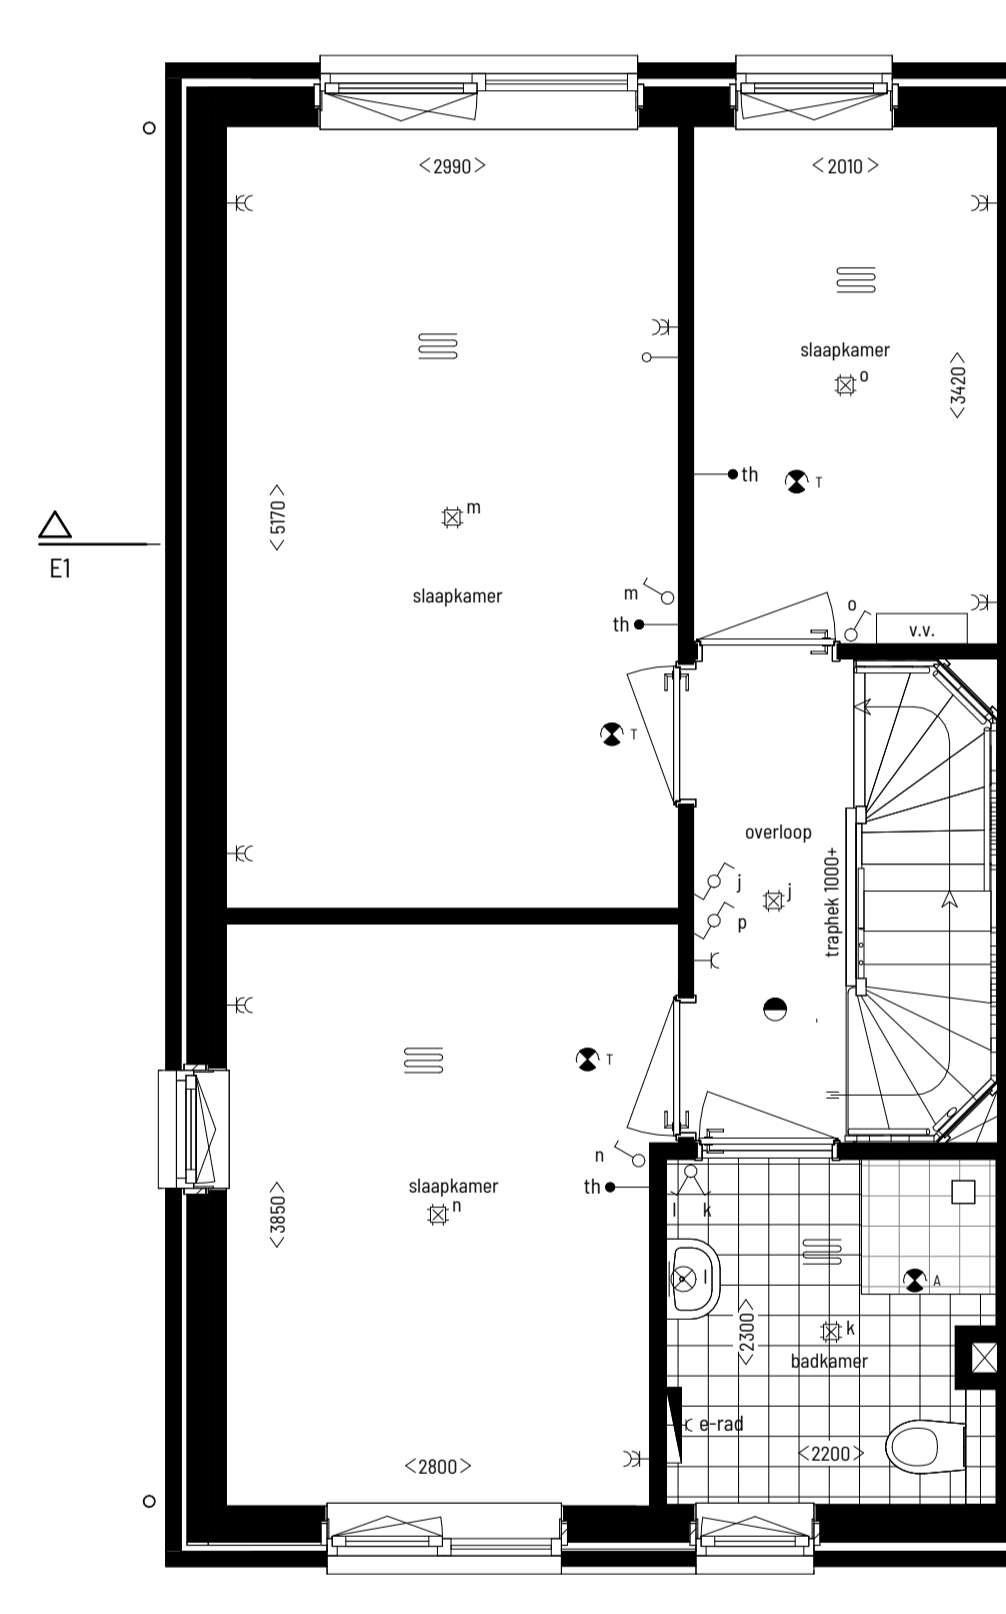 <2990>
<2010>
slaapkamer
o
<3420>
th
T
<5170>
m
E1
slaapkamer
m
th
o
v.v.
T
overloop
traphek 1000+
j
j
p
T
n
th
slaapkamer
n
<3850>
l k
l
A
<2300>
k
badkamer
e-rad
<2200>
<2800>